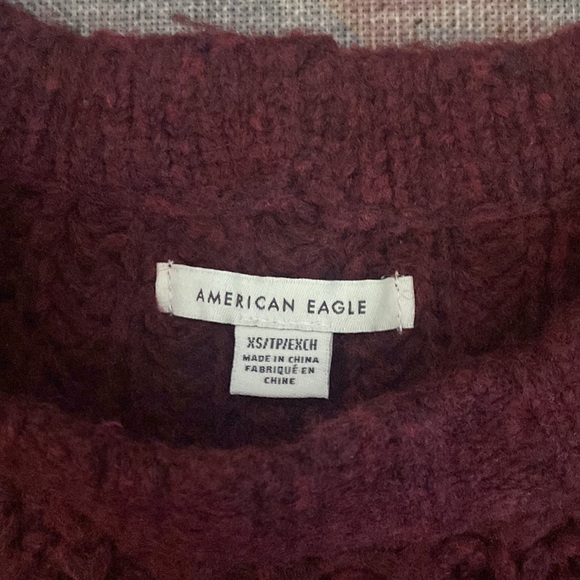 AMERICAN EAGLE
XS/TP/EXCH
MADE IN CHINA
FABRIQUÉ EN
CHINE